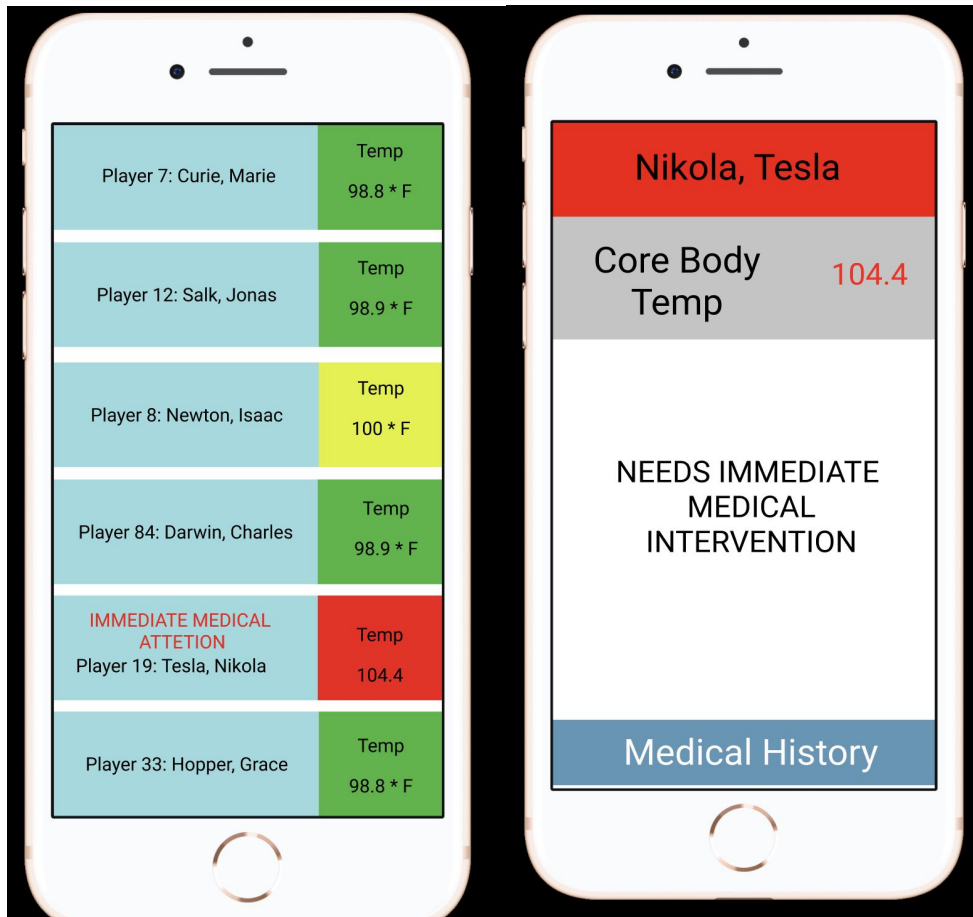 Player 7: Curie, Marie
Temp
98.8 * F
Player 12: Salk, Jonas
Temp
98.9 * F
Player 8: Newton, Isaac
Temp
100 * F
Player 84: Darwin, Charles
Temp
98.9 * F
IMMEDIATE MEDICAL
ATTETION
Player 19: Tesla, Nikola
Temp
104.4
Player 33: Hopper, Grace
Temp
98.8 * F
Nikola, Tesla
Core Body
Temp
104.4
NEEDS IMMEDIATE
MEDICAL
INTERVENTION
Medical History